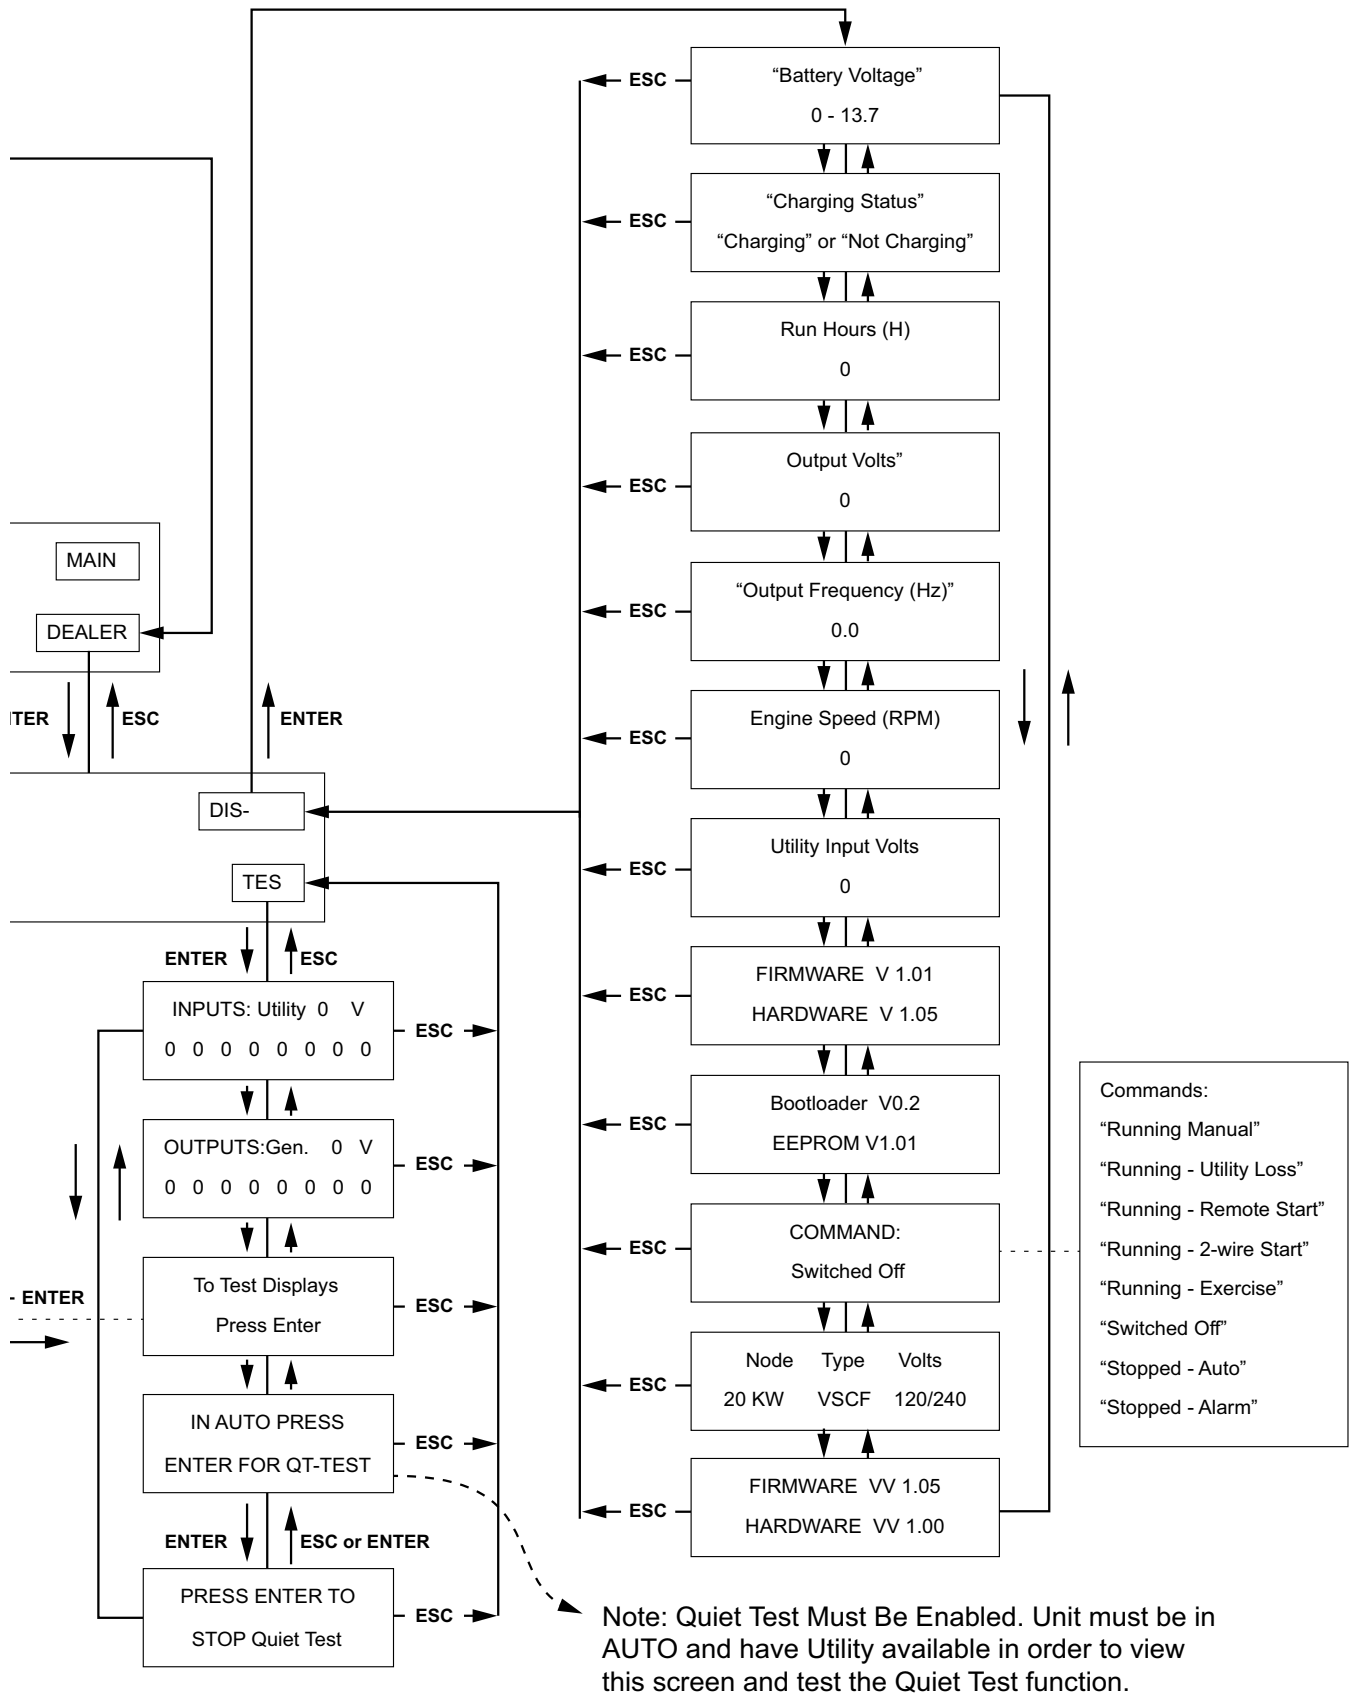 “Battery Voltage”
0 - 13.7
ESC
“Charging Status”
“Charging” or “Not Charging”
ESC
Run Hours (H)
0
ESC
Output Volts”
0
ESC
“Output Frequency (Hz)”
0.0
ESC
Engine Speed (RPM)
0
ESC
Utility Input Volts
0
ESC
FIRMWARE V 1.01
HARDWARE V 1.05
ESC
Bootloader V0.2
EEPROM V1.01
ESC
COMMAND:
Switched Off
ESC
Node Type Volts
20 KW VSCF 120/240
ESC
FIRMWARE VV 1.05
HARDWARE VV 1.00
ESC
Commands:
“Running Manual”
“Running - Utility Loss”
“Running - Remote Start”
“Running - 2-wire Start”
“Running - Exercise”
“Switched Off”
“Stopped - Auto”
“Stopped - Alarm”
MAIN
DEALER
TER
ESC
ENTER
DIS-
TES
ENTER
ESC
INPUTS: Utility 0 V
0 0 0 0 0 0 0 0
ESC
OUTPUTS:Gen. 0 V
0 0 0 0 0 0 0 0
ESC
To Test Displays
Press Enter
ESC
- ENTER
IN AUTO PRESS
ENTER FOR QT-TEST
ESC
ENTER
ESC or ENTER
PRESS ENTER TO
STOP Quiet Test
ESC
Note: Quiet Test Must Be Enabled. Unit must be in
AUTO and have Utility available in order to view
this screen and test the Quiet Test function.